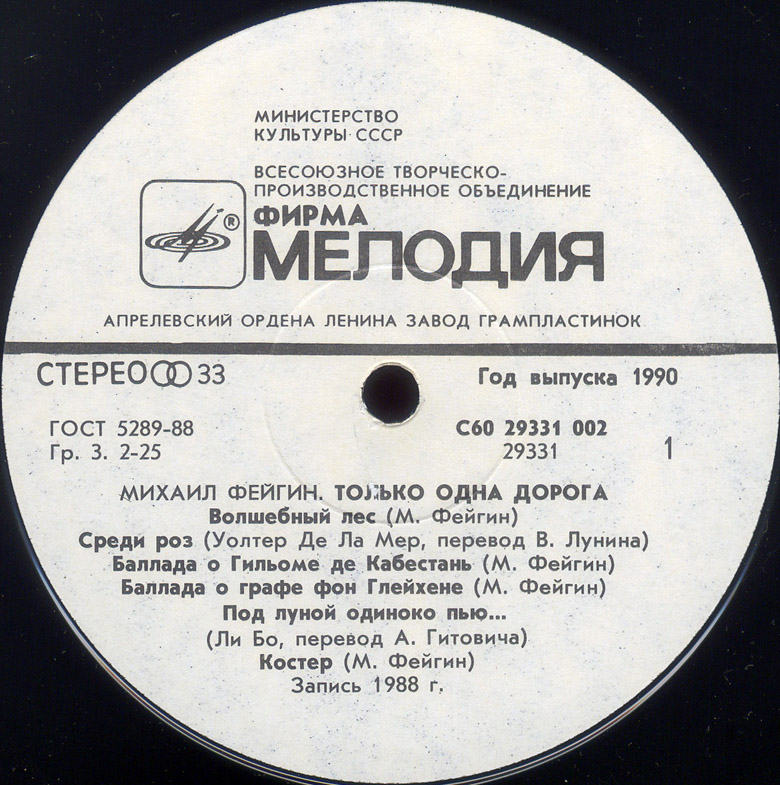 МИНИСТЕРСТВО
КУЛЬТУРЫ СССР
ВСЕСОЮЗНОЕ ТВОРЧЕСКО-
ПРОИЗВОДСТВЕННОЕ ОБЪЕДИНЕНИЕ
®
ФИРМА
МЕЛОДИЯ
АПРЕЛЕВСКИЙ ОРДЕНА ЛЕНИНА ЗАВОД ГРАМПЛАСТИНОК
СТЕРЕО 33
Год выпуска 1990
ГОСТ 5289-88
Гр. 3. 2-25
С60 29331 002
29331
1
МИХАИЛ ФЕЙГИН. ТОЛЬКО ОДНА ДОРОГА
Волшебный лес (М. Фейгин)
Среди роз (Уолтер Де Ла Мер, перевод В. Лунина)
Баллада о Гильоме де Кабестань (М. Фейгин)
Баллада о графе фон Глейхене (М. Фейгин)
Под луной одиноко пью...
(Ли Бо, перевод А. Гитовича)
Костер (М. Фейгин)
Запись 1988 г.